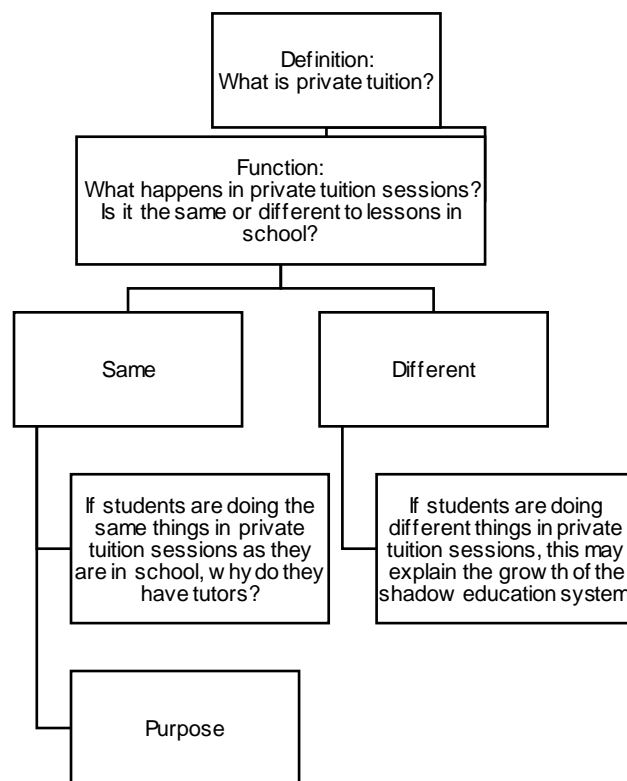 Definition:
What is private tuition?
Function:
What happens in private tuition sessions?
Is it the same or different to lessons in
school?
Same
Different
If students are doing the
same things in private
tuition sessions as they
are in school, why do they
have tutors?
If students are doing
different things in private
tuition sessions, this may
explain the growth of the
shadow education system
Purpose